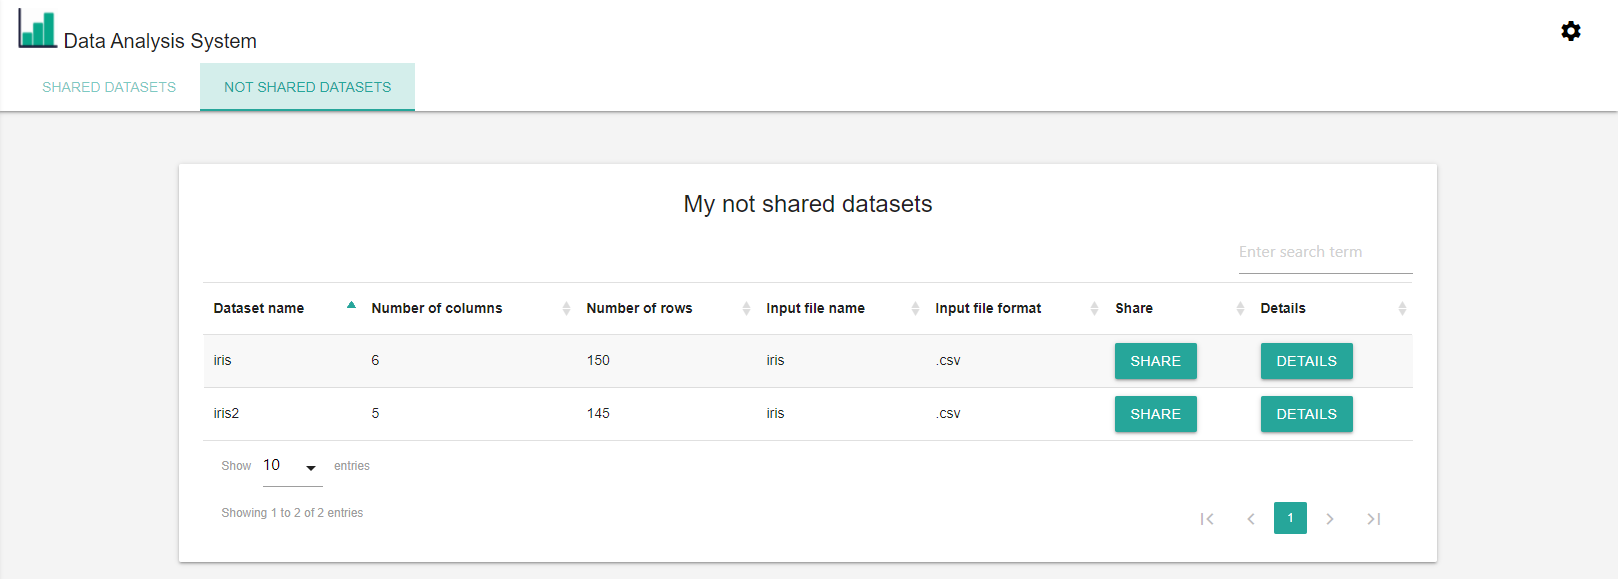 Data Analysis System
SHARED DATASETS NOT SHARED DATASETS
My not shared datasets
Enter search term
Dataset name Number of columns Number of rows Input file name Input file format Share Details
iris 6 150 iris .csv SHARE DETAILS
iris2 5 145 iris .csv SHARE DETAILS
Show 10 entries
Showing 1 to 2 of 2 entries
1